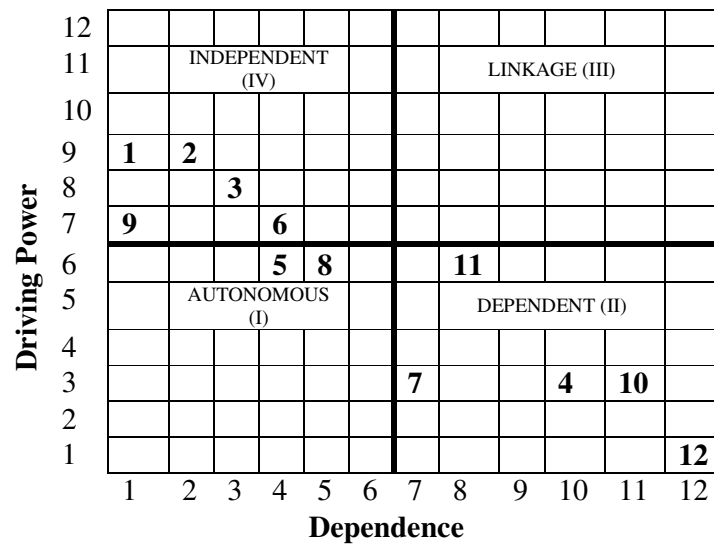 12
11 INDEPENDENT (IV) LINKAGE (III)
10
9 1 2
8 3
7 9 6
6 5 8 11
5 AUTONOMOUS (I) DEPENDENT (II)
4
3 7 4 10
2
1 12
1 2 3 4 5 6 7 8 9 10 11 12
Dependence
Driving Power